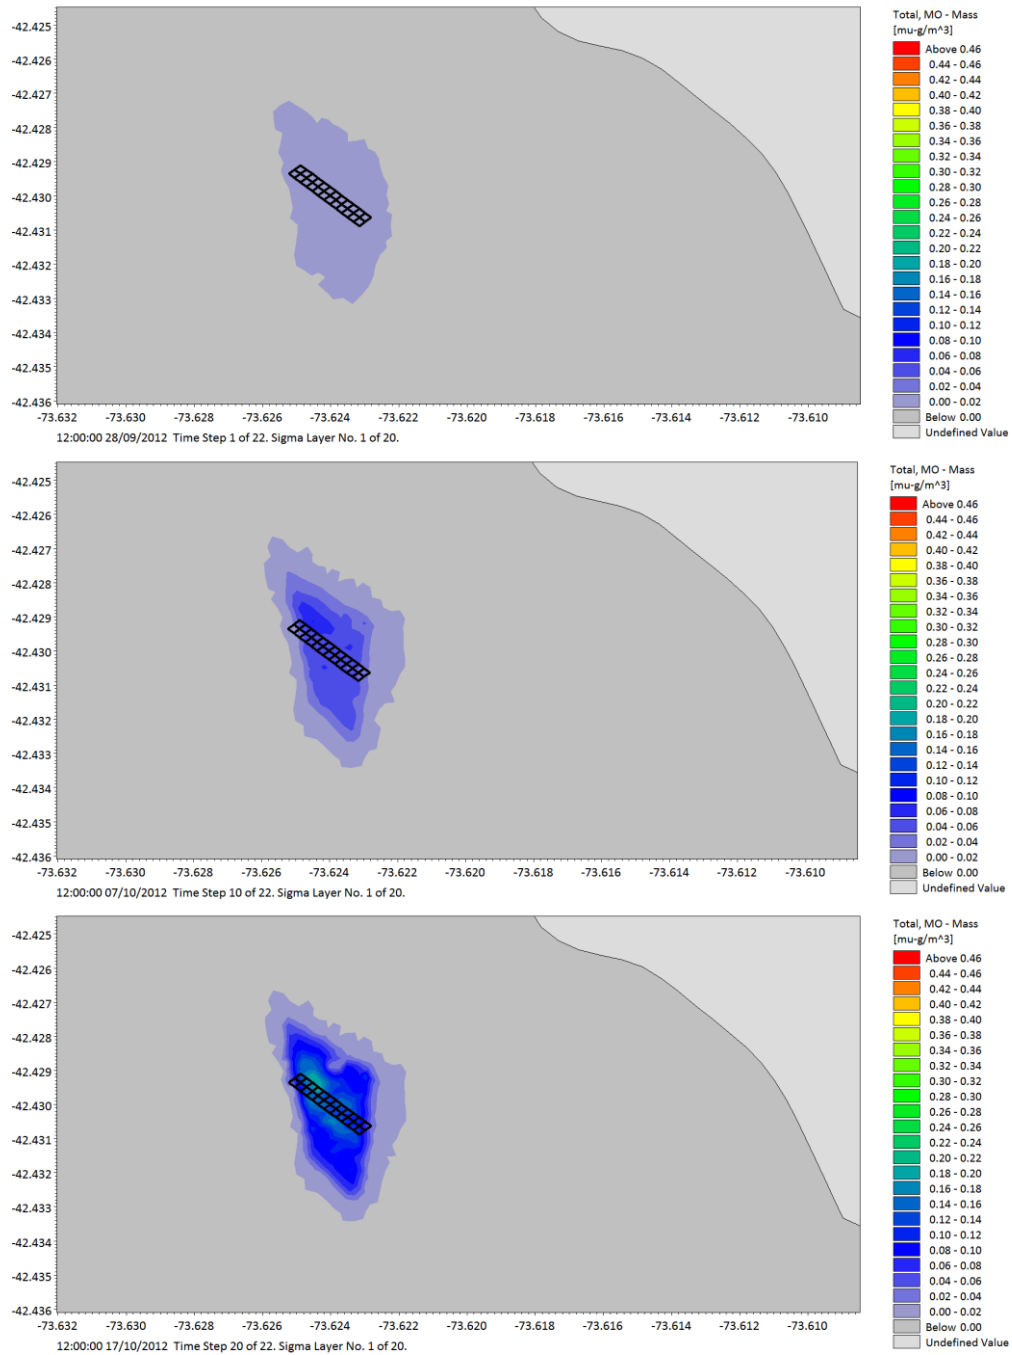 Total, MO - Mass
[mu-g/m^3]
Above 0.46
0.44 - 0.46
0.42 - 0.44
0.40 - 0.42
0.38 - 0.40
0.36 - 0.38
0.34 - 0.36
0.32 - 0.34
0.30 - 0.32
0.28 - 0.30
0.26 - 0.28
0.24 - 0.26
0.22 - 0.24
0.20 - 0.22
0.18 - 0.20
0.16 - 0.18
0.14 - 0.16
0.12 - 0.14
0.10 - 0.12
0.08 - 0.10
0.06 - 0.08
0.04 - 0.06
0.02 - 0.04
0.00 - 0.02
Below 0.00
Undefined Value
-42.425
-42.426
-42.427
-42.428
-42.429
-42.430
-42.431
-42.432
-42.433
-42.434
-42.435
-42.436
-73.632 -73.630 -73.628 -73.626 -73.624 -73.622 -73.620 -73.618 -73.616 -73.614 -73.612 -73.610
12:00:00 28/09/2012 Time Step 1 of 22. Sigma Layer No. 1 of 20.
Total, MO - Mass
[mu-g/m^3]
Above 0.46
0.44 - 0.46
0.42 - 0.44
0.40 - 0.42
0.38 - 0.40
0.36 - 0.38
0.34 - 0.36
0.32 - 0.34
0.30 - 0.32
0.28 - 0.30
0.26 - 0.28
0.24 - 0.26
0.22 - 0.24
0.20 - 0.22
0.18 - 0.20
0.16 - 0.18
0.14 - 0.16
0.12 - 0.14
0.10 - 0.12
0.08 - 0.10
0.06 - 0.08
0.04 - 0.06
0.02 - 0.04
0.00 - 0.02
Below 0.00
Undefined Value
-42.425
-42.426
-42.427
-42.428
-42.429
-42.430
-42.431
-42.432
-42.433
-42.434
-42.435
-42.436
-73.632 -73.630 -73.628 -73.626 -73.624 -73.622 -73.620 -73.618 -73.616 -73.614 -73.612 -73.610
12:00:00 07/10/2012 Time Step 10 of 22. Sigma Layer No. 1 of 20.
Total, MO - Mass
[mu-g/m^3]
Above 0.46
0.44 - 0.46
0.42 - 0.44
0.40 - 0.42
0.38 - 0.40
0.36 - 0.38
0.34 - 0.36
0.32 - 0.34
0.30 - 0.32
0.28 - 0.30
0.26 - 0.28
0.24 - 0.26
0.22 - 0.24
0.20 - 0.22
0.18 - 0.20
0.16 - 0.18
0.14 - 0.16
0.12 - 0.14
0.10 - 0.12
0.08 - 0.10
0.06 - 0.08
0.04 - 0.06
0.02 - 0.04
0.00 - 0.02
Below 0.00
Undefined Value
-42.425
-42.426
-42.427
-42.428
-42.429
-42.430
-42.431
-42.432
-42.433
-42.434
-42.435
-42.436
-73.632 -73.630 -73.628 -73.626 -73.624 -73.622 -73.620 -73.618 -73.616 -73.614 -73.612 -73.610
12:00:00 17/10/2012 Time Step 20 of 22. Sigma Layer No. 1 of 20.